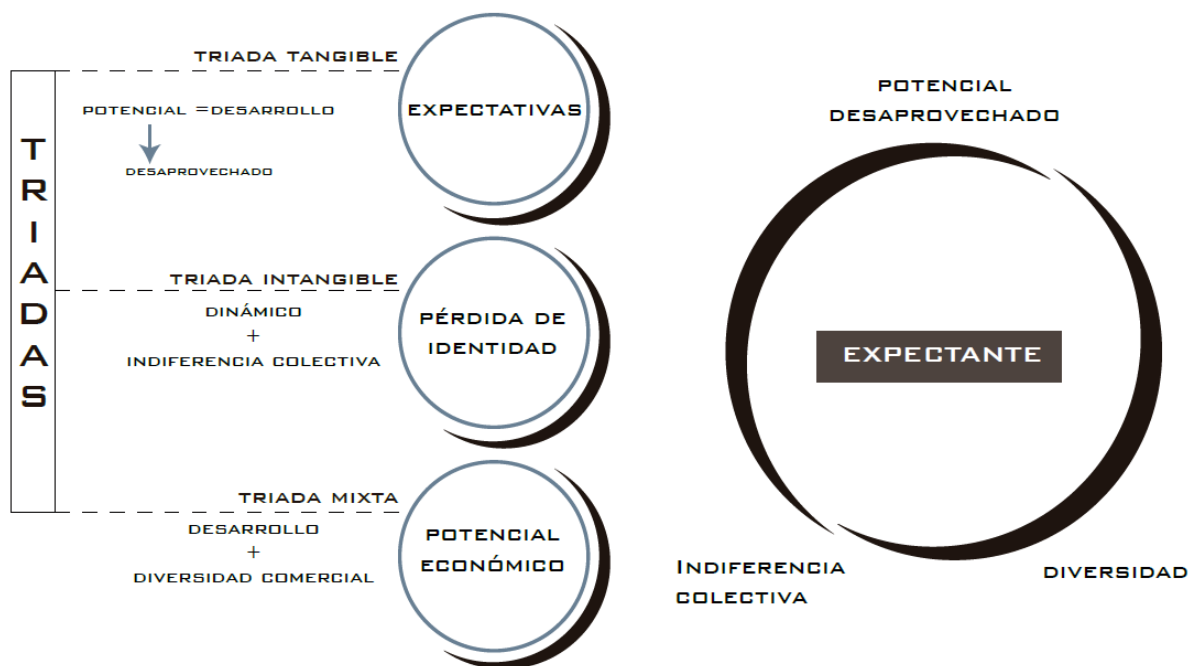 TRIADAS
TRIADA TANGIBLE
POTENCIAL =DESARROLLO
DESAPROVECHADO
EXPECTATIVAS
TRIADA INTANGIBLE
DINÁMICO
+
INDIFERENCIA COLECTIVA
PÉRDIDA DE
IDENTIDAD
TRIADA MIXTA
DESARROLLO
+
DIVERSIDAD COMERCIAL
POTENCIAL
ECONÓMICO
POTENCIAL
DESAPROVECHADO
EXPECTANTE
INDIFERENCIA
COLECTIVA
DIVERSIDAD